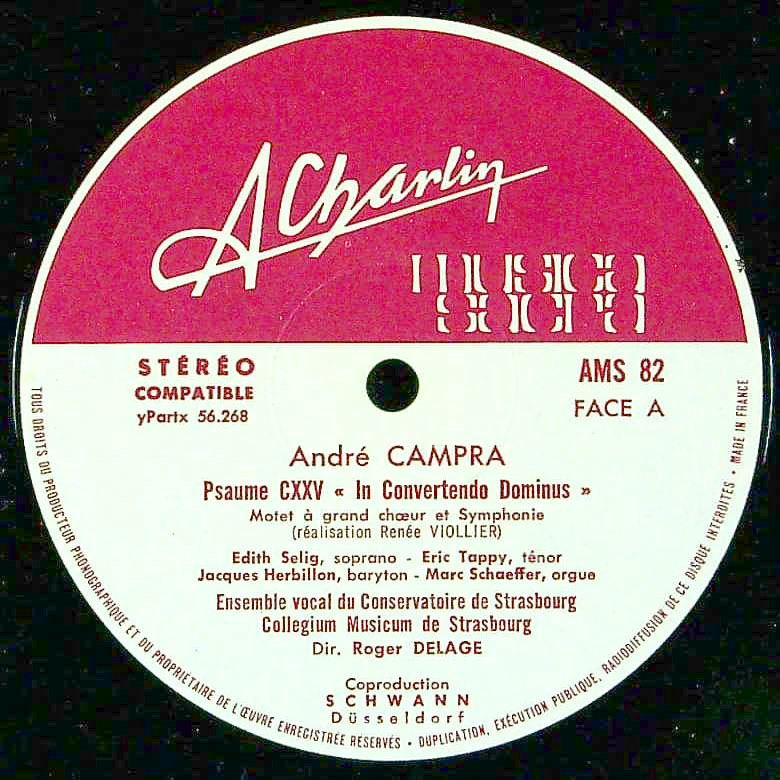 A Charlin
STÉRÉO
COMPATIBLE
yPartx 56.268
AMS 82
FACE A
André CAMPRA
Psaume CXXV « In Convertendo Dominus »
Motet à grand chœur et Symphonie
(réalisation Renée VIOLLIER)
Edith Selig, soprano - Eric Tappy, ténor
Jacques Herbillon, baryton - Marc Schaeffer, orgue
Ensemble vocal du Conservatoire de Strasbourg
Collegium Musicum de Strasbourg
Dir. Roger DELAGE
Coproduction
SCHWANN
Düsseldorf
TOUS DROITS DU PRODUCTEUR PHONOGRAPHIQUE ET DU PROPRIÉTAIRE DE L'ŒUVRE ENREGISTRÉE RÉSERVÉS • DUPLICATION, EXÉCUTION PUBLIQUE, RADIODIFFUSION DE CE DISQUE INTERDITES • MADE IN FRANCE